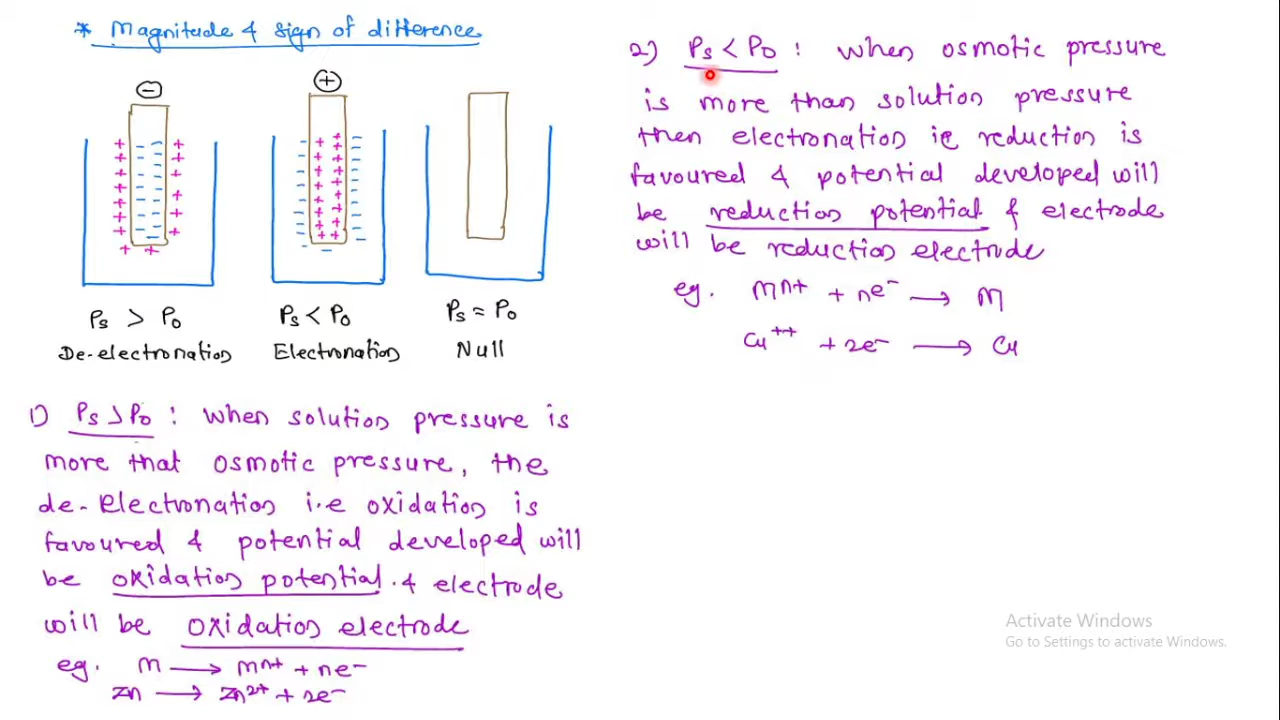 * Magnitude & sign of difference
Ps > Po
De-electronation
Ps < Po
Electronation
Ps = Po
Null
1) Ps > Po : When solution pressure is
more that osmotic pressure, the
de-electronation i.e oxidation is
favoured & potential developed will
be oxidation potential. & electrode
will be oxidation electrode
eg. M → Mn+ + ne-
Zn → Zn2+ + 2e-
2) Ps < Po : When osmotic pressure
is more than solution pressure
then electronation ie reduction is
favoured & potential developed will
be reduction potential & electrode
will be reduction electrode
eg. Mn+ + ne- → M
Cu++ + 2e- → Cu
Activate Windows
Go to Settings to activate Windows.